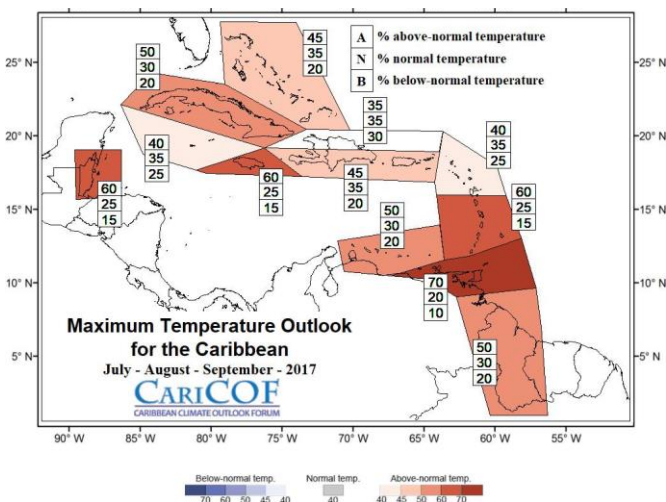 A % above-normal temperature
N % normal temperature
B % below-normal temperature
25° N
20° N
15° N
10° N
5° N
50
30
20
45
35
20
35
35
30
40
35
25
40
35
25
60
25
15
60
25
15
45
35
20
60
25
15
50
30
20
70
20
10
50
30
20
Maximum Temperature Outlook
for the Caribbean
July - August - September - 2017
CARICOF
CARIBBEAN CLIMATE OUTLOOK FORUM
90° W 85° W 80° W 75° W 70° W 65° W 60° W 55° W
Below-normal temp. Normal temp. Above-normal temp.
70 60 50 45 40 40 40 45 50 60 70